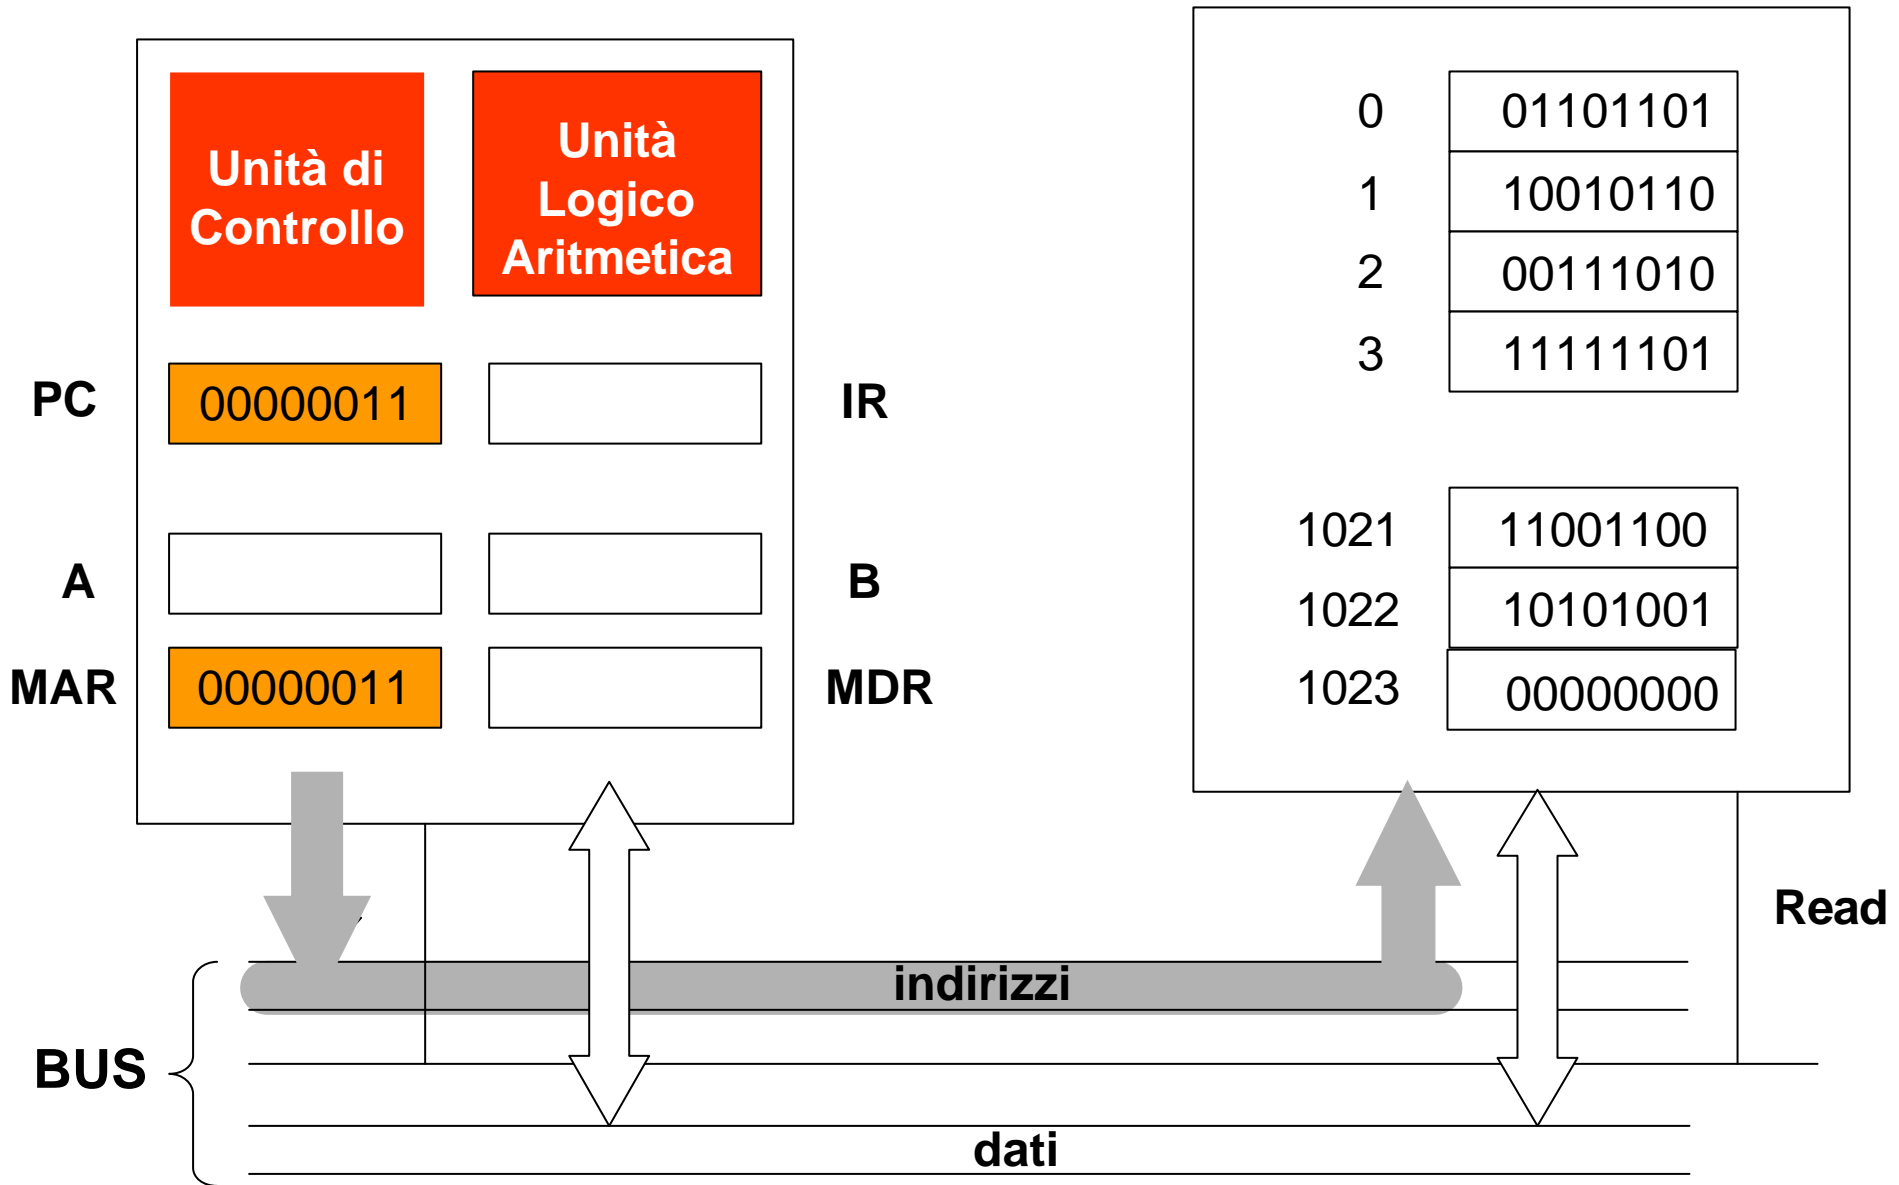 Unità di
Controllo
Unità
Logico
Aritmetica
PC
00000011
IR
A
B
MAR
00000011
MDR
0
01101101
1
10010110
2
00111010
3
11111101
1021
11001100
1022
10101001
1023
00000000
Read
indirizzi
BUS
dati